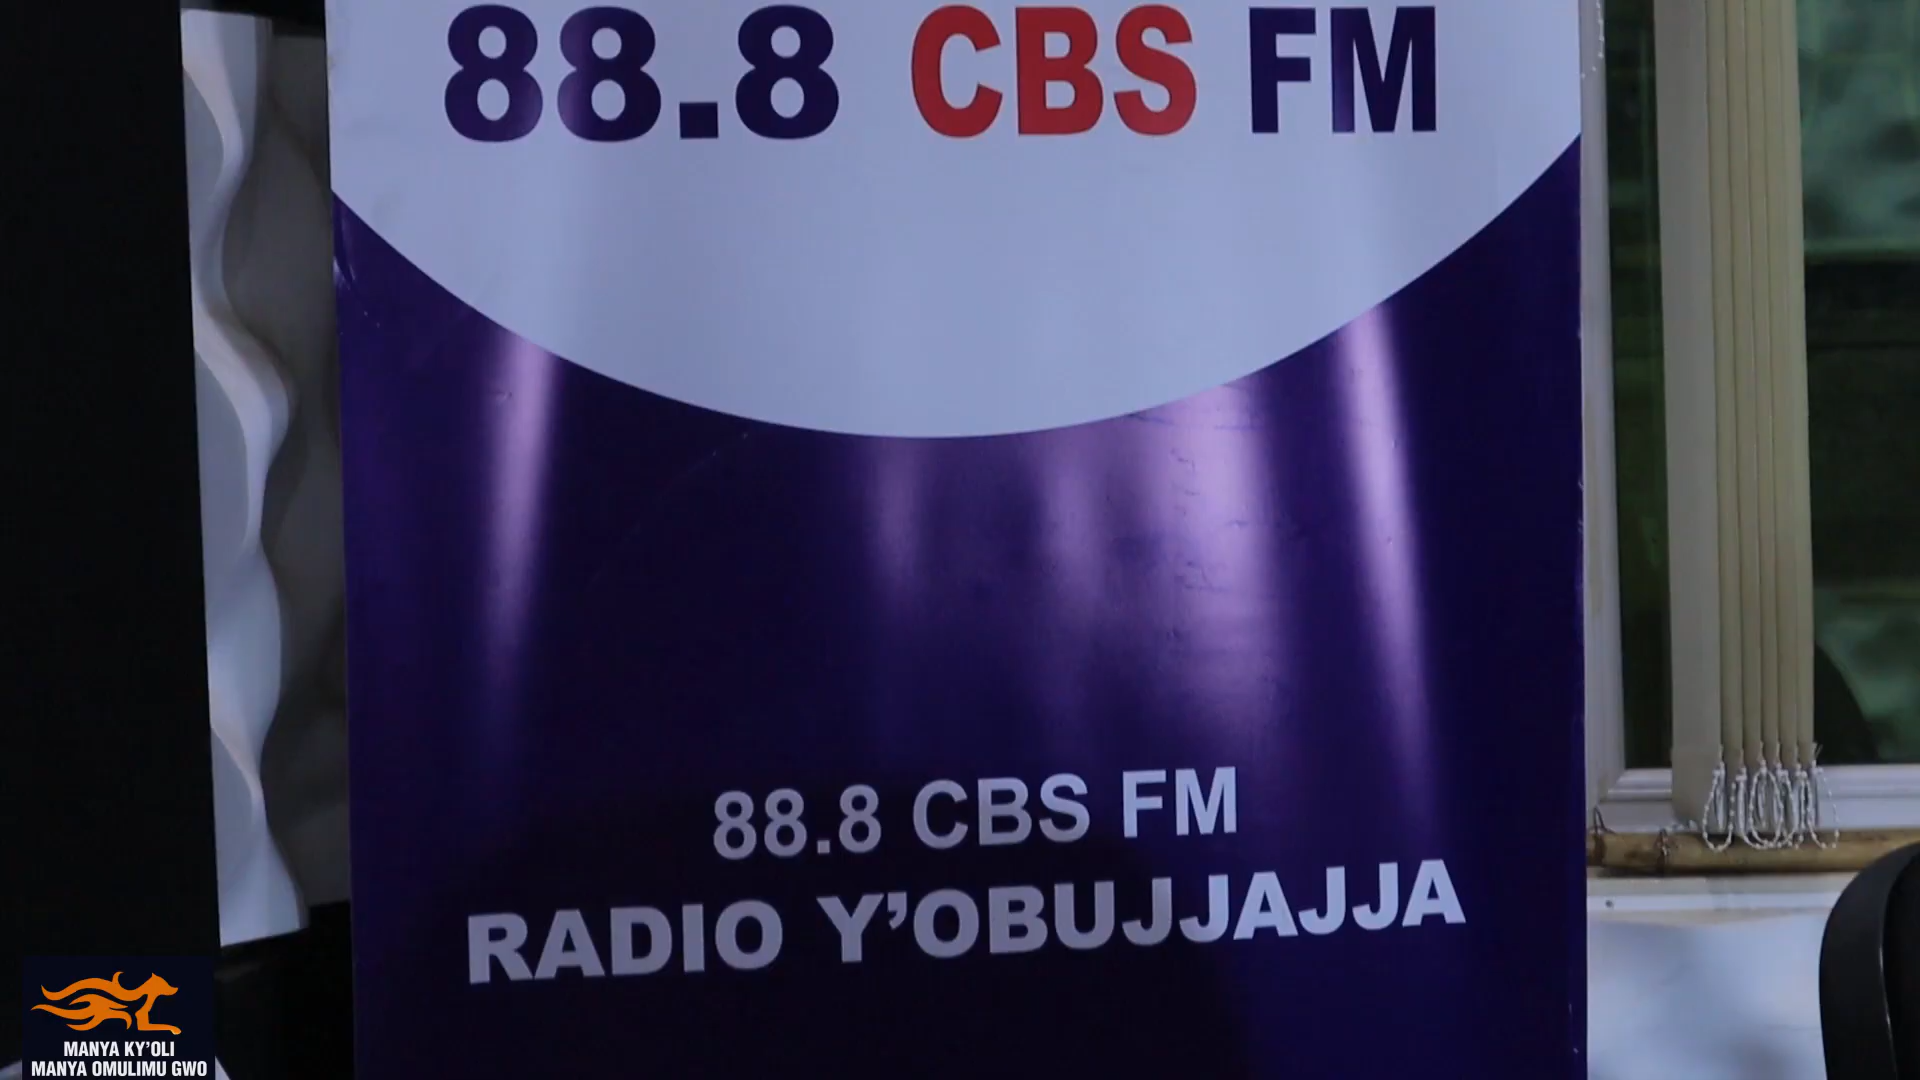 88.8 CBS FM
88.8 CBS FM
RADIO Y’OBUJJAJJA
MANYA KY’OLI
MANYA OMULIMU GWO